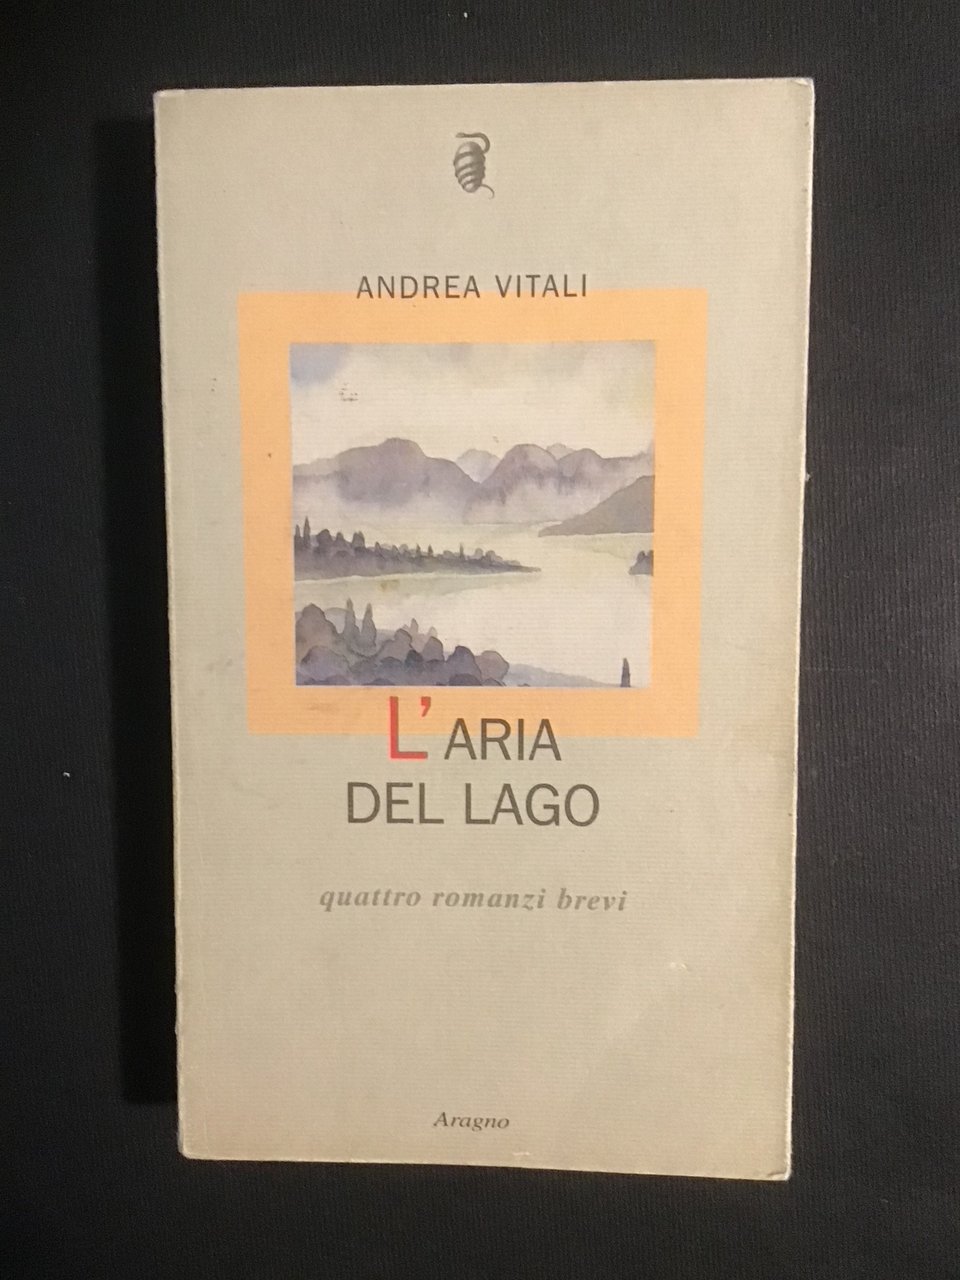 ANDREA VITALI
L'ARIA
DEL LAGO
quattro romanzi brevi
Aragno